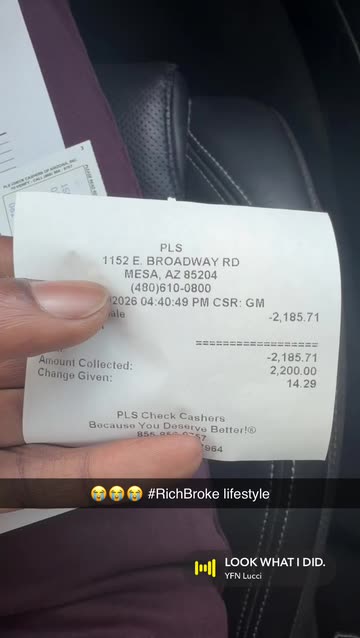 PLS
1152 E. BROADWAY RD
MESA, AZ 85204
(480)610-0800
2026 04:40:49 PM CSR: GM
-2,185.71
==================
-2,185.71
Amount Collected: 2,200.00
Change Given: 14.29
PLS Check Cashers
Because You Deserve Better!®
😭😭😭 #RichBroke lifestyle
LOOK WHAT I DID.
YFN Lucci